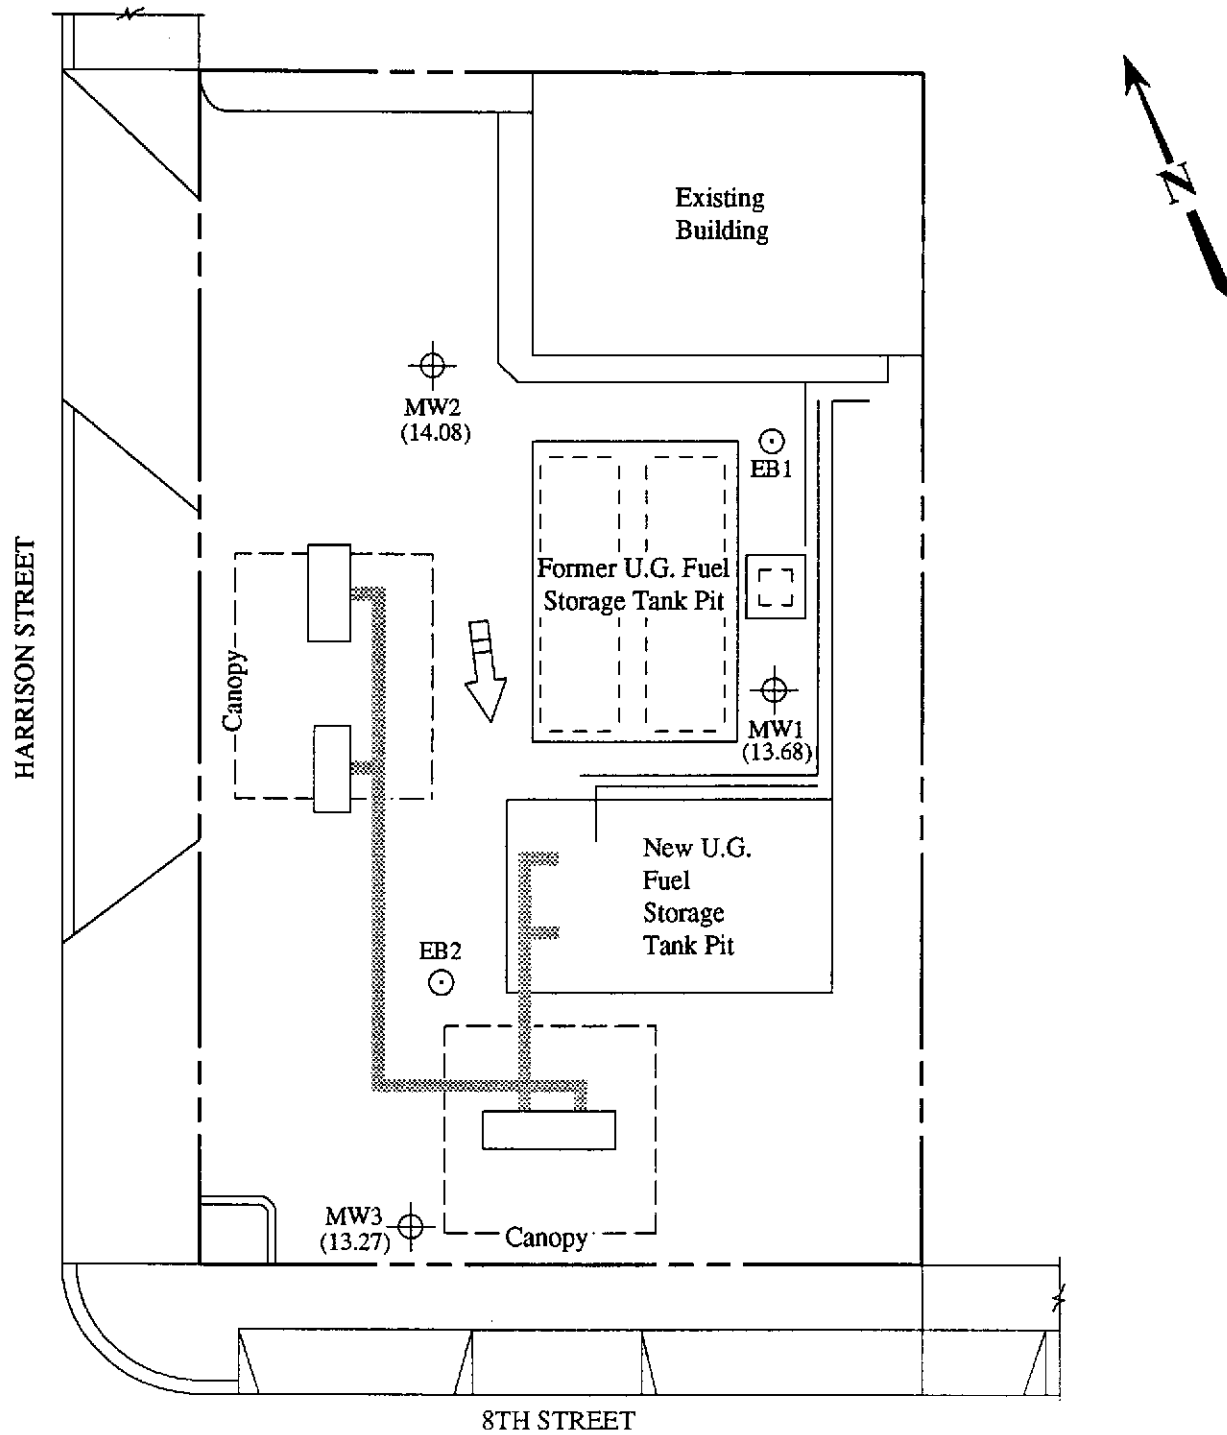 N
Existing
Building
MW2
(14.08)
EB1
HARRISON STREET
Former U.G. Fuel
Storage Tank Pit
Canopy
MW1
(13.68)
New U.G.
Fuel
Storage
Tank Pit
EB2
MW3
(13.27)
Canopy
8TH STREET